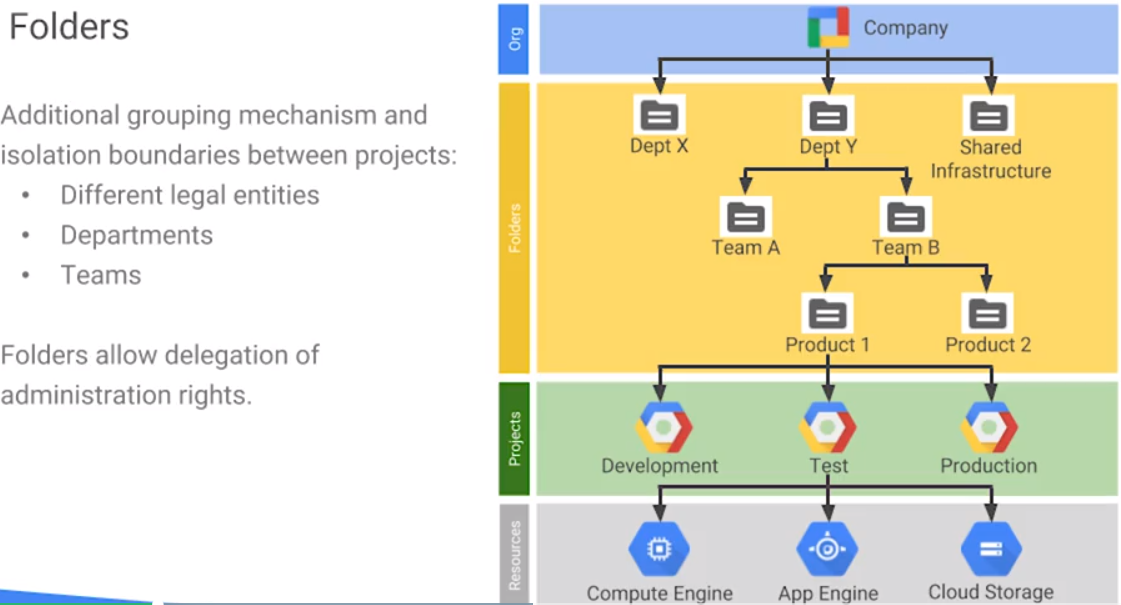 Folders
Additional grouping mechanism and
isolation boundaries between projects:
• Different legal entities
• Departments
• Teams
Folders allow delegation of
administration rights.
Org
Company
Folders
Dept X
Dept Y
Shared
Infrastructure
Team A
Team B
Product 1
Product 2
Projects
Development
Test
Production
Resources
Compute Engine
App Engine
Cloud Storage